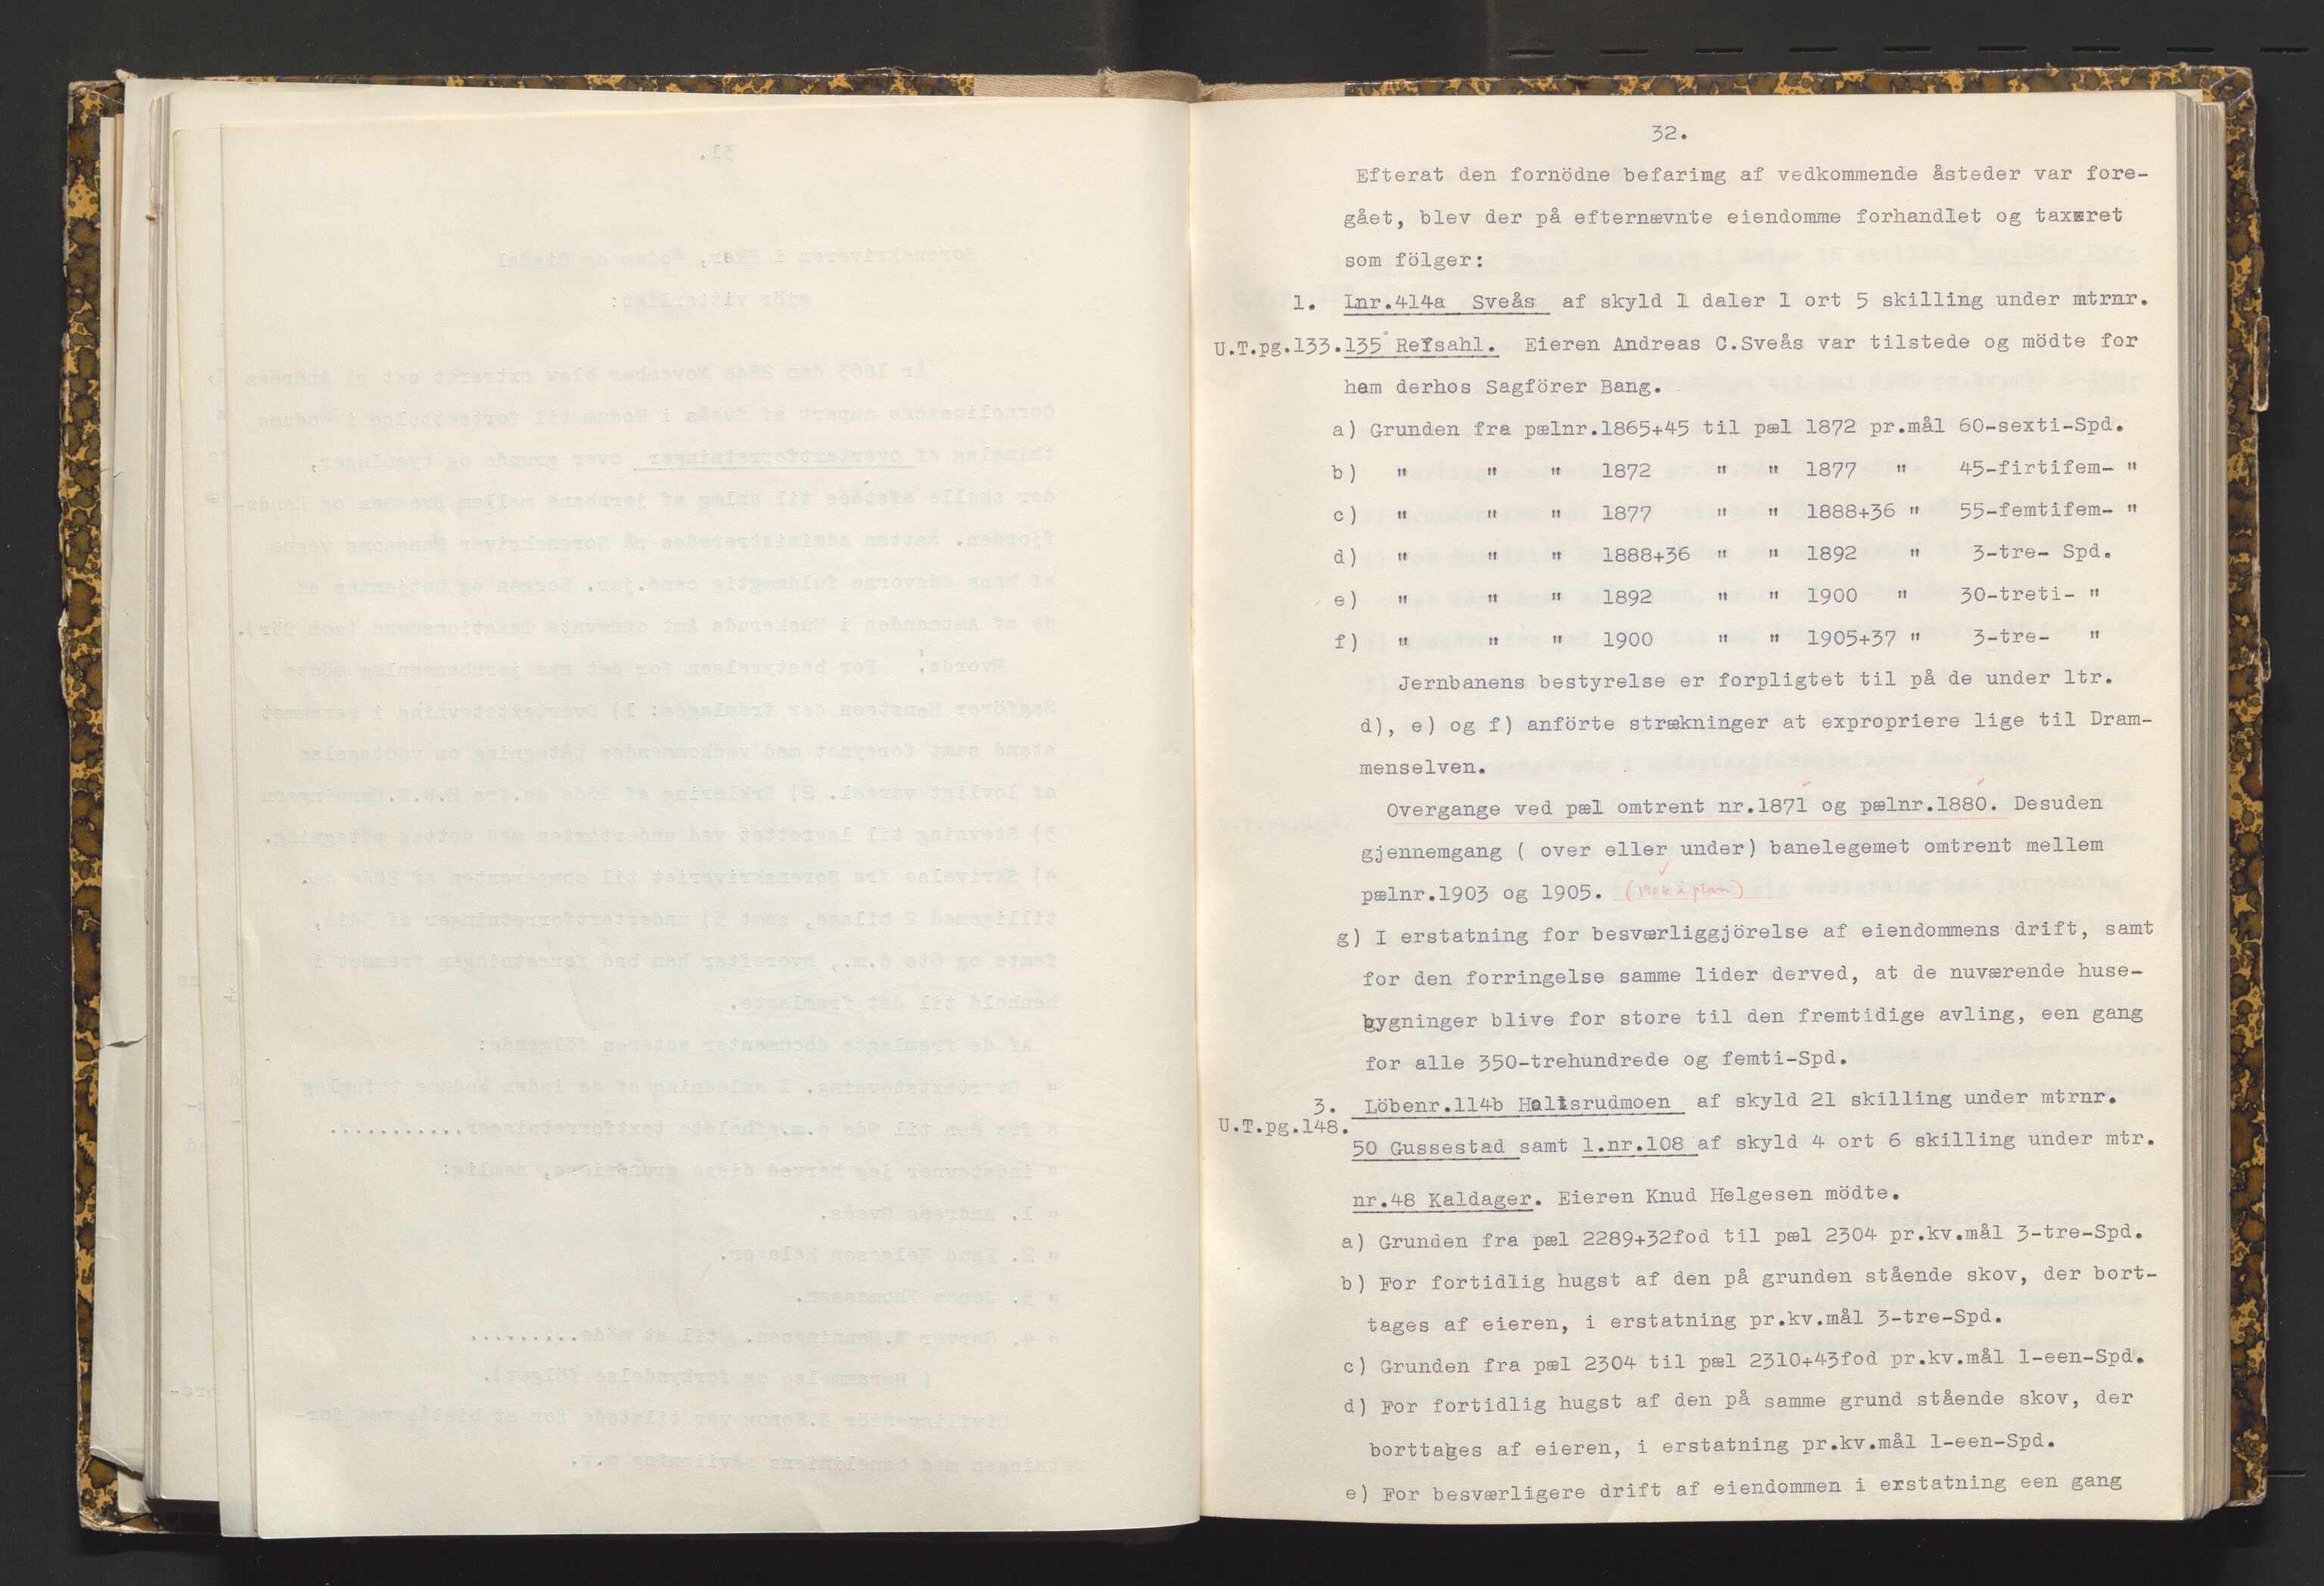 32.
Efterat den fornödne befaring af vedkommende åsteder var fore-
gået, blev der på efternævnte eiendomme forhandlet og taxeret
som fölger:
1. Lnr.414a Sveås af skyld 1 daler 1 ort 5 skilling under mtrnr.
U.T.pg.133. 135 Refsahl. Eieren Andreas C.Sveås var tilstede og mödte for
ham derhos Sagförer Bang.
a) Grunden fra pælnr.1865+45 til pæl 1872 pr.mål 60-sexti-Spd.
b) " " " 1872 " " 1877 " 45-firtifem- "
c) " " " 1877 " " 1888+36 " 55-femtifem- "
d) " " " 1888+36 " " 1892 " 3-tre- Spd.
e) " " " 1892 " " 1900 " 30-treti- "
f) " " " 1900 " " 1905+37 " 3-tre- "
Jernbanens bestyrelse er forpligtet til på de under ltr.
d), e) og f) anförte strækninger at expropriere lige til Dram-
menselven.
Overgange ved pæl omtrent nr.1871 og pælnr.1880. Desuden
gjennemgang ( over eller under) banelegemet omtrent mellem
pælnr.1903 og 1905. (1906 i plan)
g) I erstatning for besværliggjörelse af eiendommens drift, samt
for den forringelse samme lider derved, at de nuværende huse-
bygninger blive for store til den fremtidige avling, een gang
for alle 350-trehundrede og femti-Spd.
3. Löbenr.114b Holtsrudmoen af skyld 21 skilling under mtrnr.
U.T.pg.148.
50 Gussestad samt l.nr.108 af skyld 4 ort 6 skilling under mtr.
nr.48 Kaldager. Eieren Knud Helgesen mödte.
a) Grunden fra pæl 2289+32fod til pæl 2304 pr.kv.mål 3-tre-Spd.
b) For fortidlig hugst af den på grunden stående skov, der bort-
tages af eieren, i erstatning pr.kv.mål 3-tre-Spd.
c) Grunden fra pæl 2304 til pæl 2310+43fod pr.kv.mål 1-een-Spd.
d) For fortidlig hugst af den på samme grund stående skov, der
borttages af eieren, i erstatning pr.kv.mål 1-een-Spd.
e) For besværligere drift af eiendommen i erstatning een gang